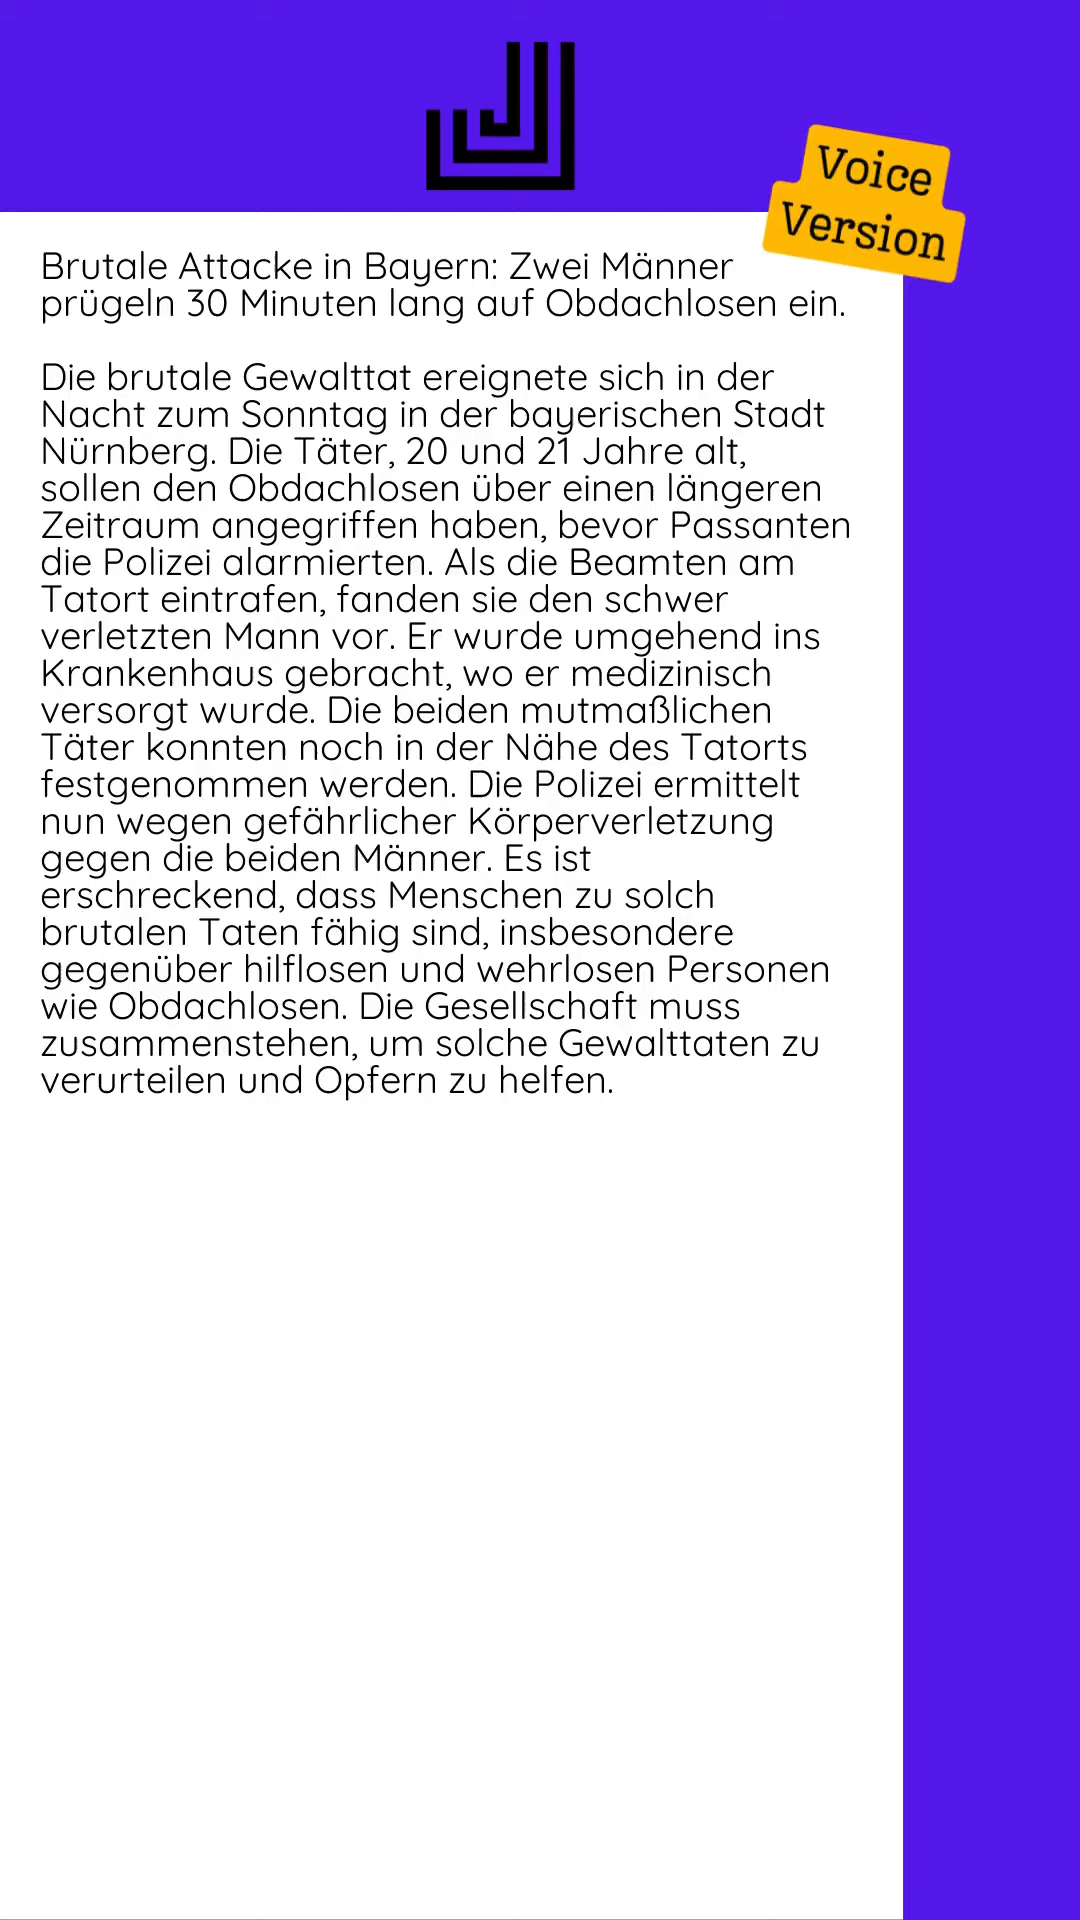 Voice
Version
Brutale Attacke in Bayern: Zwei Männer
prügeln 30 Minuten lang auf Obdachlosen ein.
Die brutale Gewalttat ereignete sich in der
Nacht zum Sonntag in der bayerischen Stadt
Nürnberg. Die Täter, 20 und 21 Jahre alt,
sollen den Obdachlosen über einen längeren
Zeitraum angegriffen haben, bevor Passanten
die Polizei alarmierten. Als die Beamten am
Tatort eintrafen, fanden sie den schwer
verletzten Mann vor. Er wurde umgehend ins
Krankenhaus gebracht, wo er medizinisch
versorgt wurde. Die beiden mutmaßlichen
Täter konnten noch in der Nähe des Tatorts
festgenommen werden. Die Polizei ermittelt
nun wegen gefährlicher Körperverletzung
gegen die beiden Männer. Es ist
erschreckend, dass Menschen zu solch
brutalen Taten fähig sind, insbesondere
gegenüber hilflosen und wehrlosen Personen
wie Obdachlosen. Die Gesellschaft muss
zusammenstehen, um solche Gewalttaten zu
verurteilen und Opfern zu helfen.